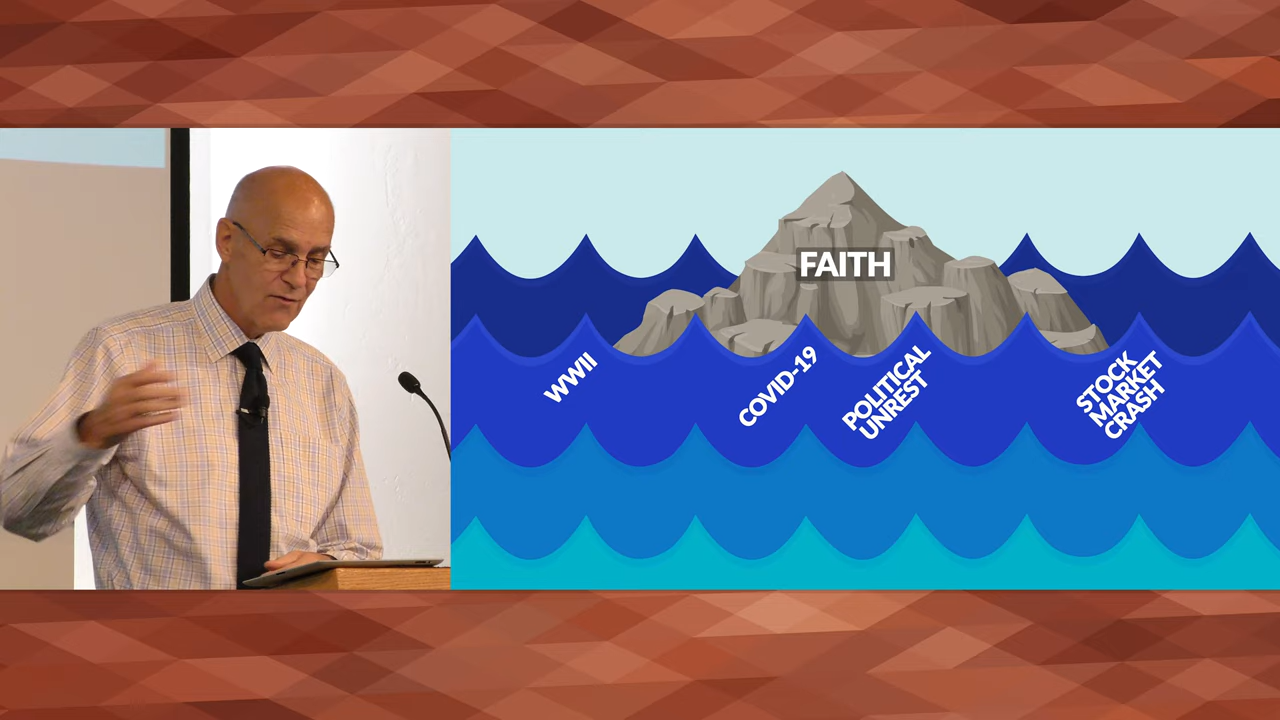 FAITH
WWII
COVID-19
POLITICAL
UNREST
STOCK
MARKET
CRASH